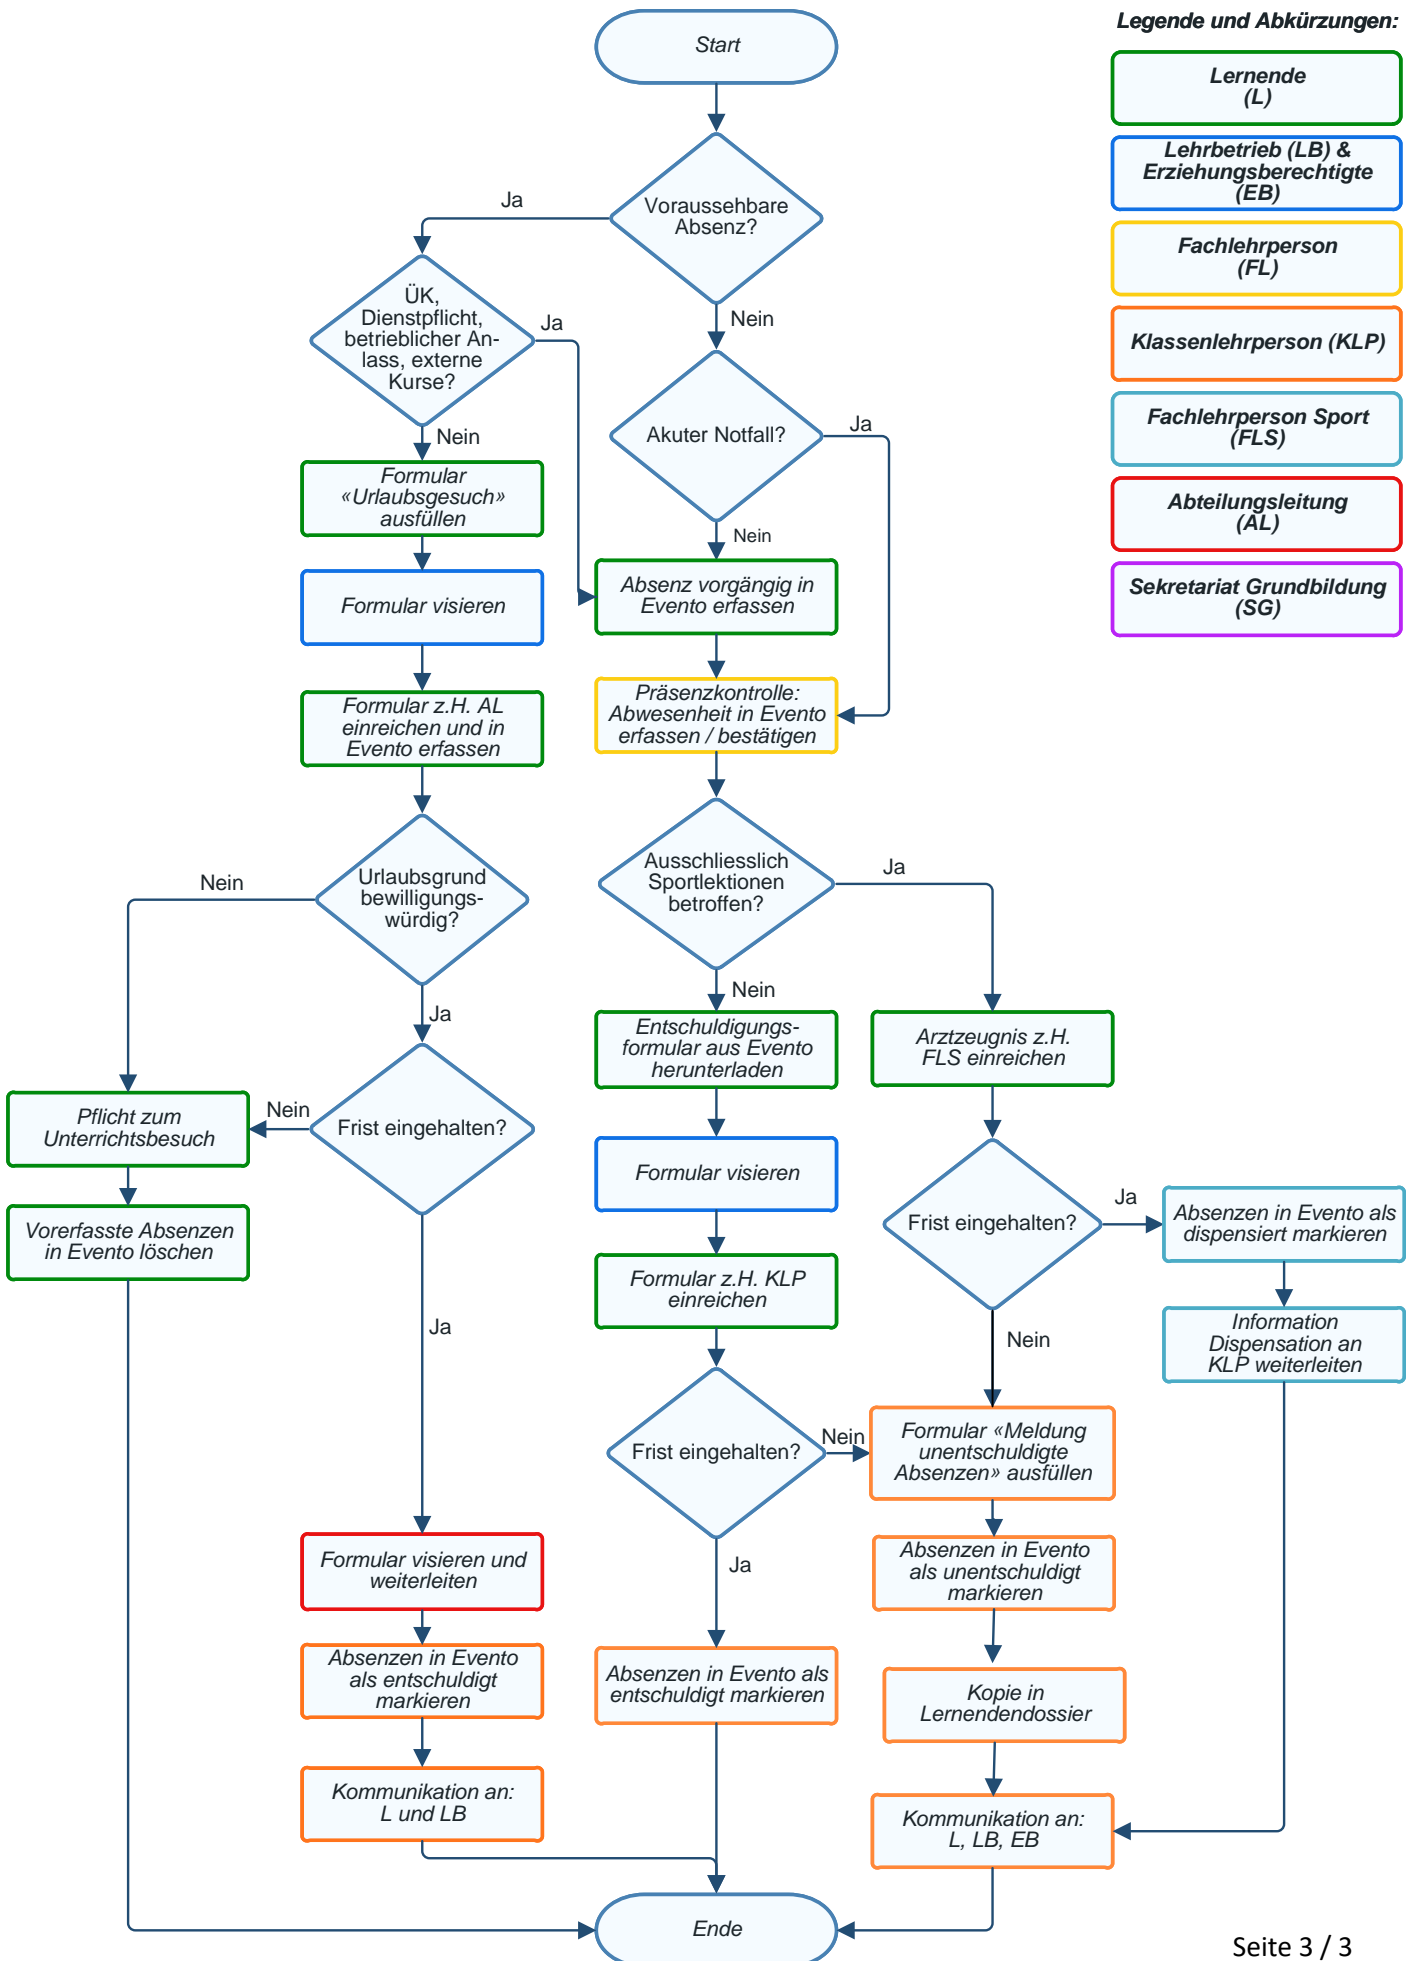 Legende und Abkürzungen:
Start
Lernende
(L)
Lehrbetrieb (LB) &
Erziehungsberechtigte
(EB)
Fachlehrperson
(FL)
Klassenlehrperson (KLP)
Fachlehrperson Sport
(FLS)
Abteilungsleitung
(AL)
Sekretariat Grundbildung
(SG)
Voraussehbare
Absenz?
Ja
Nein
ÜK,
Dienstpflicht,
betrieblicher An-
lass, externe
Kurse?
Ja
Nein
Akuter Notfall?
Ja
Nein
Formular
«Urlaubsgesuch»
ausfüllen
Formular visieren
Absenz vorgängig in
Evento erfassen
Formular z.H. AL
einreichen und in
Evento erfassen
Präsenzkontrolle:
Abwesenheit in Evento
erfassen / bestätigen
Urlaubsgrund
bewilligungs-
würdig?
Nein
Ja
Ausschliesslich
Sportlektionen
betroffen?
Ja
Nein
Entschuldigungs-
formular aus Evento
herunterladen
Arztzeugnis z.H.
FLS einreichen
Pflicht zum
Unterrichtsbesuch
Nein
Frist eingehalten?
Ja
Formular visieren
Vorerfasste Absenzen
in Evento löschen
Frist eingehalten?
Ja
Nein
Absenzen in Evento als
dispensiert markieren
Formular z.H. KLP
einreichen
Information
Dispensation an
KLP weiterleiten
Frist eingehalten?
Nein
Ja
Formular «Meldung
unentschuldigte
Absenzen» ausfüllen
Formular visieren und
weiterleiten
Absenzen in Evento
als unentschuldigt
markieren
Absenzen in Evento
als entschuldigt
markieren
Absenzen in Evento als
entschuldigt markieren
Kopie in
Lernendendossier
Kommunikation an:
L und LB
Kommunikation an:
L, LB, EB
Ende
Seite 3 / 3